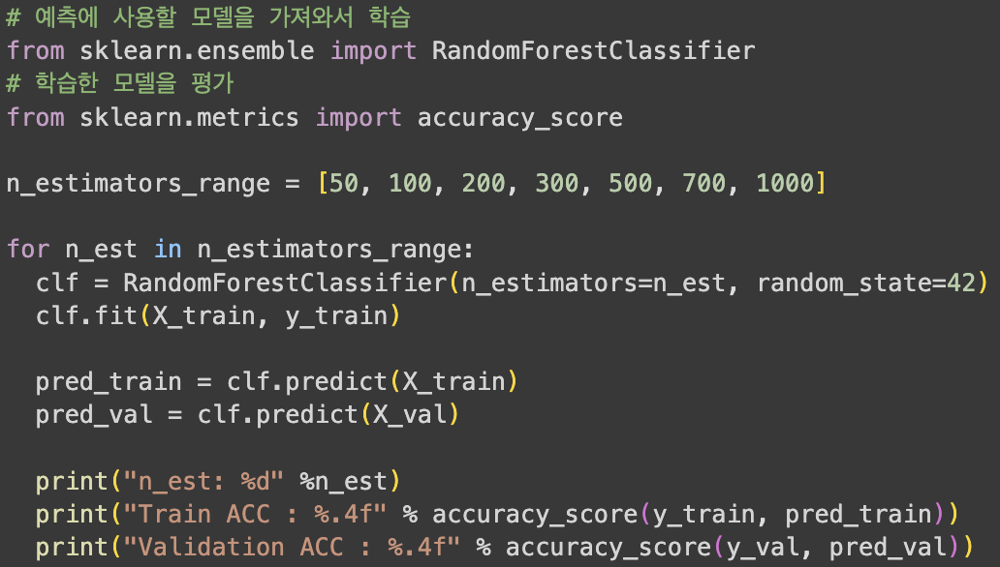 # 예측에 사용할 모델을 가져와서 학습
from sklearn.ensemble import RandomForestClassifier
# 학습한 모델을 평가
from sklearn.metrics import accuracy_score
n_estimators_range = [50, 100, 200, 300, 500, 700, 1000]
for n_est in n_estimators_range:
  clf = RandomForestClassifier(n_estimators=n_est, random_state=42)
  clf.fit(X_train, y_train)
  pred_train = clf.predict(X_train)
  pred_val = clf.predict(X_val)
  print("n_est: %d" %n_est)
  print("Train ACC : %.4f" % accuracy_score(y_train, pred_train))
  print("Validation ACC : %.4f" % accuracy_score(y_val, pred_val))